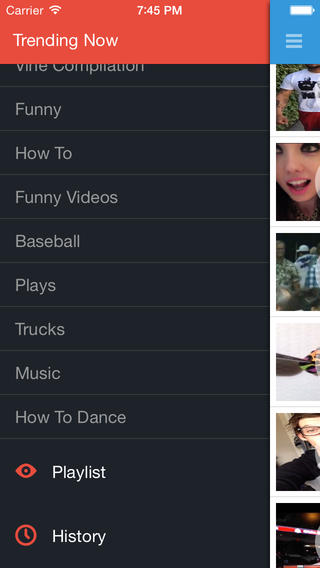 Carrier 7:45 PM
Trending Now
Vine Compilation
Funny
How To
Funny Videos
Baseball
Plays
Trucks
Music
How To Dance
Playlist
History